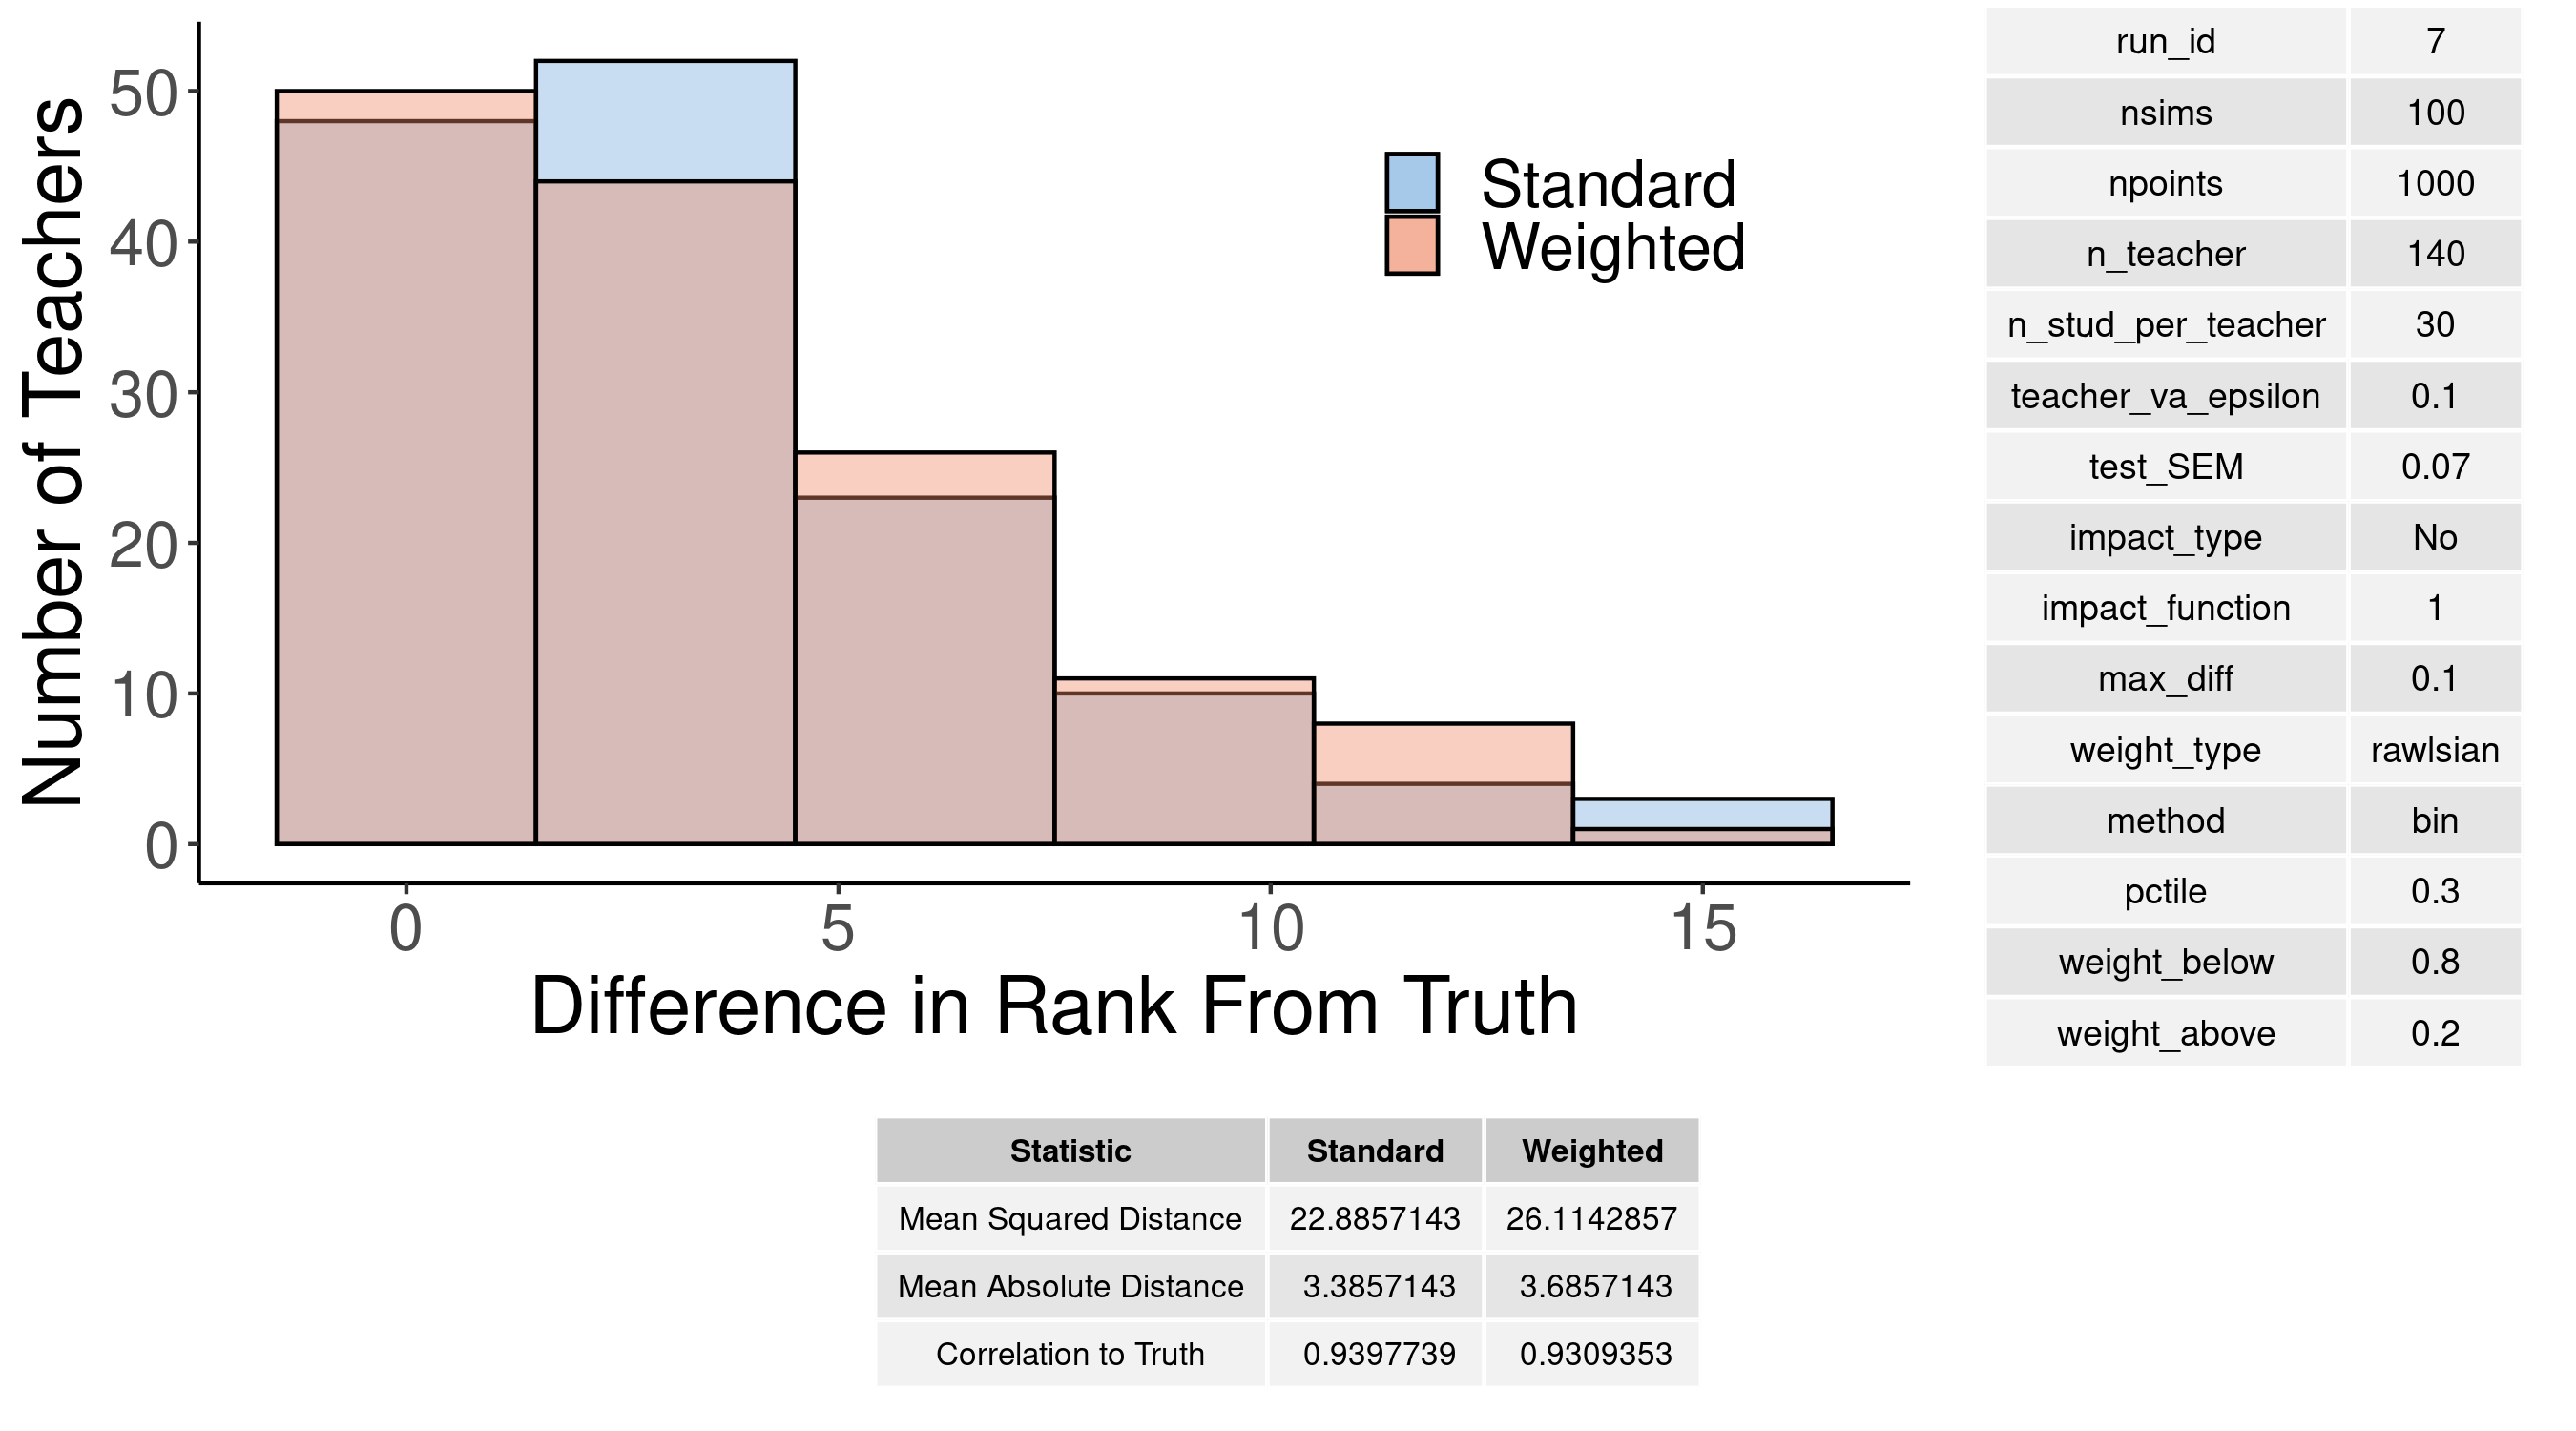 Number of Teachers
50
40
30
20
10
0
0 5 10 15
Difference in Rank From Truth
Standard
Weighted
run_id 7
nsims 100
npoints 1000
n_teacher 140
n_stud_per_teacher 30
teacher_va_epsilon 0.1
test_SEM 0.07
impact_type No
impact_function 1
max_diff 0.1
weight_type rawlsian
method bin
pctile 0.3
weight_below 0.8
weight_above 0.2
Statistic Standard Weighted
Mean Squared Distance 22.8857143 26.1142857
Mean Absolute Distance 3.3857143 3.6857143
Correlation to Truth 0.9397739 0.9309353